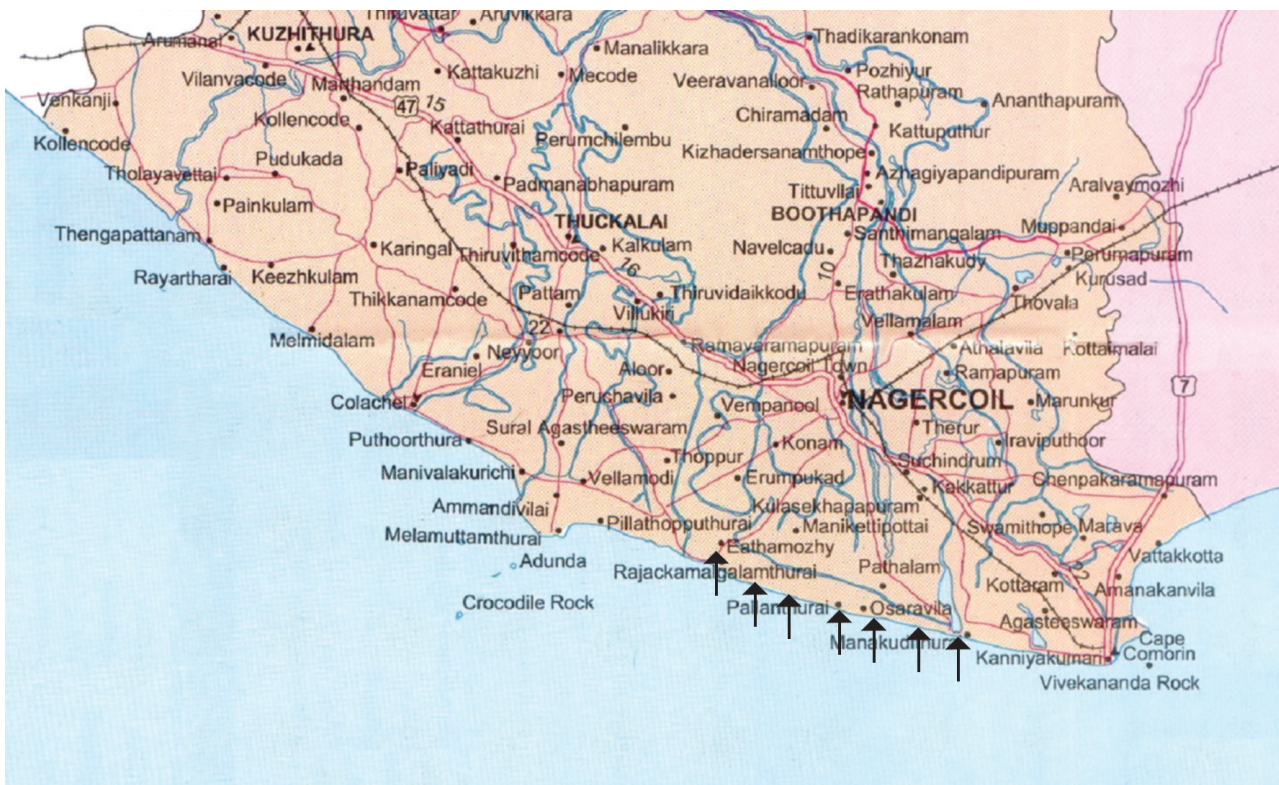 Thiruvattar
Aruvikkara
Arumanai
KUZHITHURA
Manalikkara
Thadikarankonam
Vilanvacode
Marthandam
Kattakuzhi
Mecode
Veeravanalloor
Pozhiyur
Rathapuram
Ananthapuram
Venkanji
47
15
Kollencode
Kollencode
Kattathurai
Perumchilembu
Chiramadam
Kattuputhur
Tholayavettai
Pudukada
Paliyadi
Padmanabhapuram
Kizhadersanamthope
Azhagiyapandipuram
Tittuvilai
Aralvaymozhi
Painkulam
THUCKALAI
BOOTHAPANDI
Thengapattanam
Karingal
Thiruvithamcode
Kalkulam
Navelcadu
Santhimangalam
Muppandai
Perumapuram
Rayartharai
Keezhkulam
16
10
Thazhakudy
Kurusad
Thikkanamcode
Pattam
Villukiri
Thiruvidaikkodu
Erathakulam
Thovala
Melmidalam
22
Neyyoor
Ramavaramapuram
Vellamalam
Athalavila
Kottaimalai
Eraniel
Aloor
Nagercoil Town
Ramapuram
7
Colachel
Peruchavila
Vempanool
NAGERCOIL
Marunkur
Puthoorthura
Sural Agastheeswaram
Konam
Therur
Iraviputhoor
Manivalakurichi
Vellamodi
Thoppur
Erumpukad
Suchindrum
Kakkattur
Chenpakaramapuram
Ammandivilai
Kulasekhapapuram
Melamuttamthurai
Pillathopputhurai
Manikettipottai
Swamithope
Marava
Adunda
Eathamozhy
Vattakkotta
Rajackamalgalamthurai
Pathalam
Kottaram
22
Amanakanvila
Crocodile Rock
Pallamthurai
Osaravila
Agasteeswaram
Cape
Comorin
Kanniyakumari
Vivekananda Rock